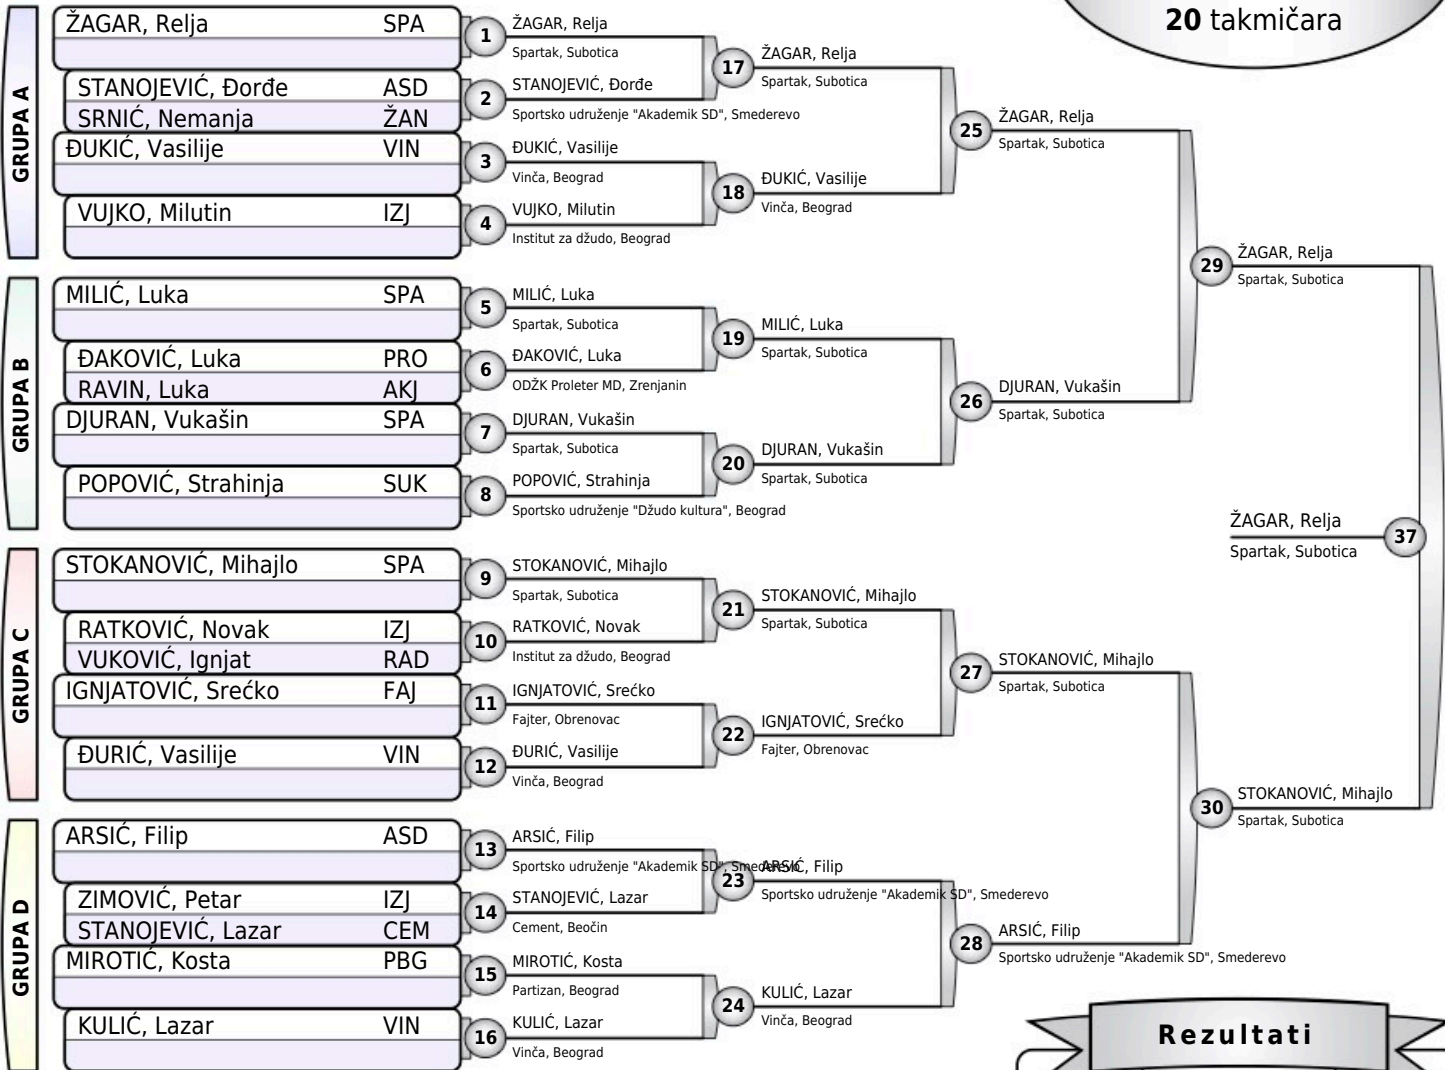 20 takmičara
GRUPA A
ŽAGAR, Relja SPA
STANOJEVIĆ, Đorđe ASD
SRNIĆ, Nemanja ŽAN
ĐUKIĆ, Vasilije VIN
VUJKO, Milutin IZJ
1 ŽAGAR, Relja
Spartak, Subotica
2 STANOJEVIĆ, Đorđe
Sportsko udruženje "Akademik SD", Smederevo
3 ĐUKIĆ, Vasilije
Vinča, Beograd
4 VUJKO, Milutin
Institut za džudo, Beograd
17 ŽAGAR, Relja
Spartak, Subotica
18 ĐUKIĆ, Vasilije
Vinča, Beograd
25 ŽAGAR, Relja
Spartak, Subotica
GRUPA B
MILIĆ, Luka SPA
ĐAKOVIĆ, Luka PRO
RAVIN, Luka AKJ
DJURAN, Vukašin SPA
POPOVIĆ, Strahinja SUK
5 MILIĆ, Luka
Spartak, Subotica
6 ĐAKOVIĆ, Luka
ODŽK Proleter MD, Zrenjanin
7 DJURAN, Vukašin
Spartak, Subotica
8 POPOVIĆ, Strahinja
Sportsko udruženje "Džudo kultura", Beograd
19 MILIĆ, Luka
Spartak, Subotica
20 DJURAN, Vukašin
Spartak, Subotica
26 DJURAN, Vukašin
Spartak, Subotica
29 ŽAGAR, Relja
Spartak, Subotica
GRUPA C
STOKANOVIĆ, Mihajlo SPA
RATKOVIĆ, Novak IZJ
VUKOVIĆ, Ignjat RAD
IGNJATOVIĆ, Srećko FAJ
ĐURIĆ, Vasilije VIN
9 STOKANOVIĆ, Mihajlo
Spartak, Subotica
10 RATKOVIĆ, Novak
Institut za džudo, Beograd
11 IGNJATOVIĆ, Srećko
Fajter, Obrenovac
12 ĐURIĆ, Vasilije
Vinča, Beograd
21 STOKANOVIĆ, Mihajlo
Spartak, Subotica
22 IGNJATOVIĆ, Srećko
Fajter, Obrenovac
27 STOKANOVIĆ, Mihajlo
Spartak, Subotica
GRUPA D
ARSIĆ, Filip ASD
ZIMOVIĆ, Petar IZJ
STANOJEVIĆ, Lazar CEM
MIROTIĆ, Kosta PBG
KULIĆ, Lazar VIN
13 ARSIĆ, Filip
Sportsko udruženje "Akademik SD", Smederevo
14 STANOJEVIĆ, Lazar
Cement, Beočin
15 MIROTIĆ, Kosta
Partizan, Beograd
16 KULIĆ, Lazar
Vinča, Beograd
23 ARSIĆ, Filip
Sportsko udruženje "Akademik SD", Smederevo
24 KULIĆ, Lazar
Vinča, Beograd
28 ARSIĆ, Filip
Sportsko udruženje "Akademik SD", Smederevo
30 STOKANOVIĆ, Mihajlo
Spartak, Subotica
ŽAGAR, Relja 37
Spartak, Subotica
Rezultati